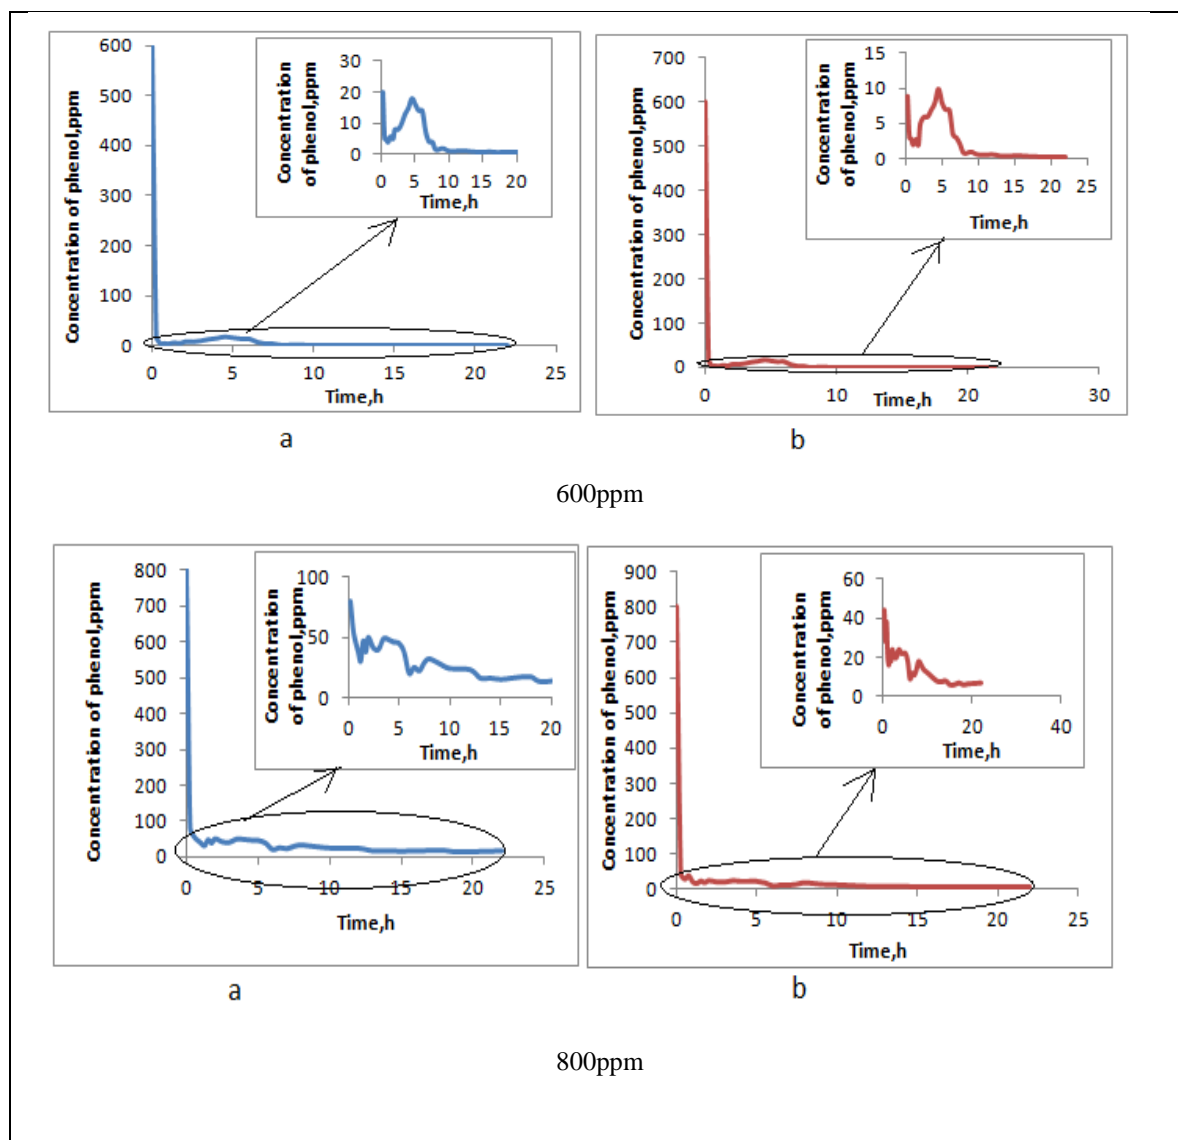 600
500
400
300
200
100
0
0 5 10 15 20 25
Concentration of phenol,ppm
Time,h
30
20
10
0
0 5 10 15 20
Concentration
of phenol,ppm
Time,h
a
700
600
500
400
300
200
100
0
0 10 20 30
Concentration of phenol,ppm
Time,h
15
10
5
0
0 5 10 15 20 25
Concentration
of phenol,ppm
Time,h
b
600ppm
800
700
600
500
400
300
200
100
0
0 5 10 15 20 25
Concentration of phenol,ppm
Time,h
100
50
0
0 5 10 15 20
Concentration
of phenol,ppm
Time,h
a
900
800
700
600
500
400
300
200
100
0
0 5 10 15 20 25
Concentration of phenol,ppm
Time,h
60
40
20
0
0 20 40
Concentration
of phenol,ppm
Time,h
b
800ppm